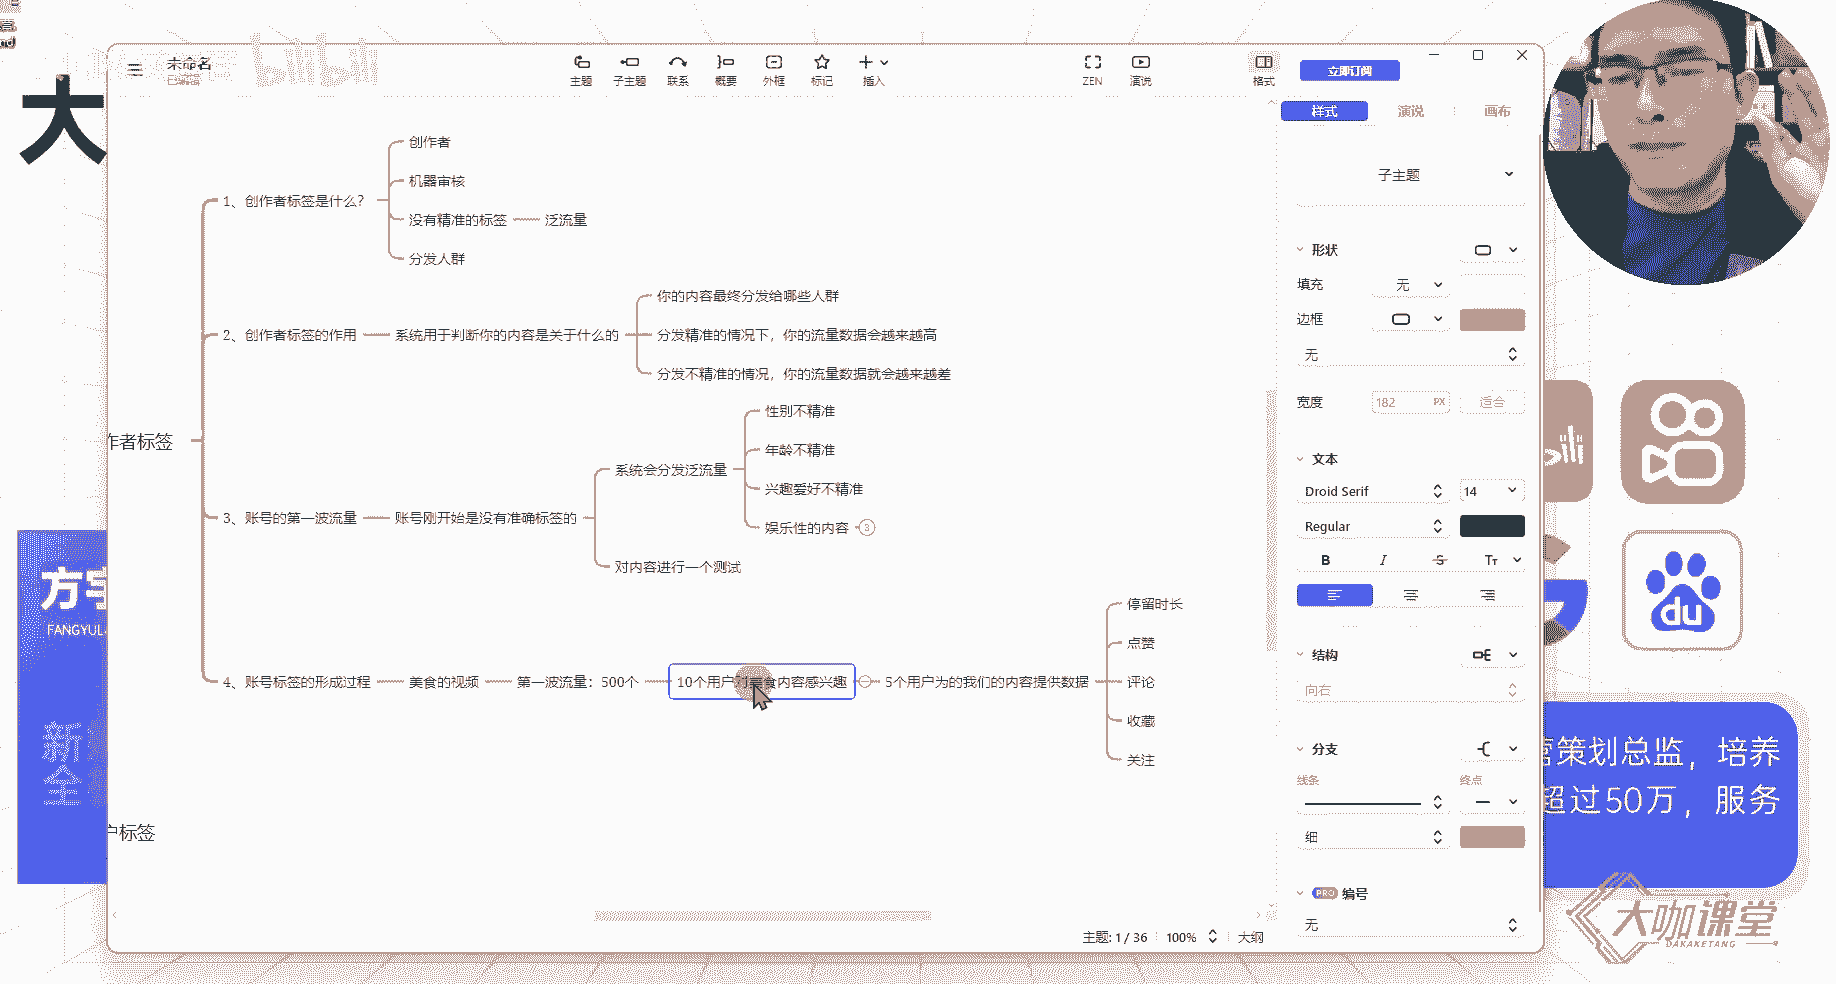 大
未命名
已编辑
bilibili
主题
子主题
联系
概要
外框
标记
插入
ZEN
演说
格式
立即订阅
样式
演说
画布
子主题
形状
填充
无
边框
无
宽度
182
PX
适合
文本
Droid Serif
14
Regular
B
I
S
TT
结构
向右
分支
线条
终点
细
PRO
编号
无
作者标签
1、创作者标签是什么?
创作者
机器审核
没有精准的标签
泛流量
分发人群
2、创作者标签的作用
系统用于判断你的内容是关于什么的
你的内容最终分发给哪些人群
分发精准的情况下，你的流量数据会越来越高
分发不精准的情况，你的流量数据就会越来越差
3、账号的第一波流量
账号刚开始是没有准确标签的
系统会分发泛流量
性别不精准
年龄不精准
兴趣爱好不精准
娱乐性的内容
3
对内容进行一个测试
4、账号标签的形成过程
美食的视频
第一波流量：500个
10个用户对美食内容感兴趣
5个用户为的我们的内容提供数据
停留时长
点赞
评论
收藏
关注
户标签
主题: 1 / 36
100%
大纲
FANGYUL
新
全
du
营策划总监，培养
超过50万，服务
大咖课堂
DAKAKETANG